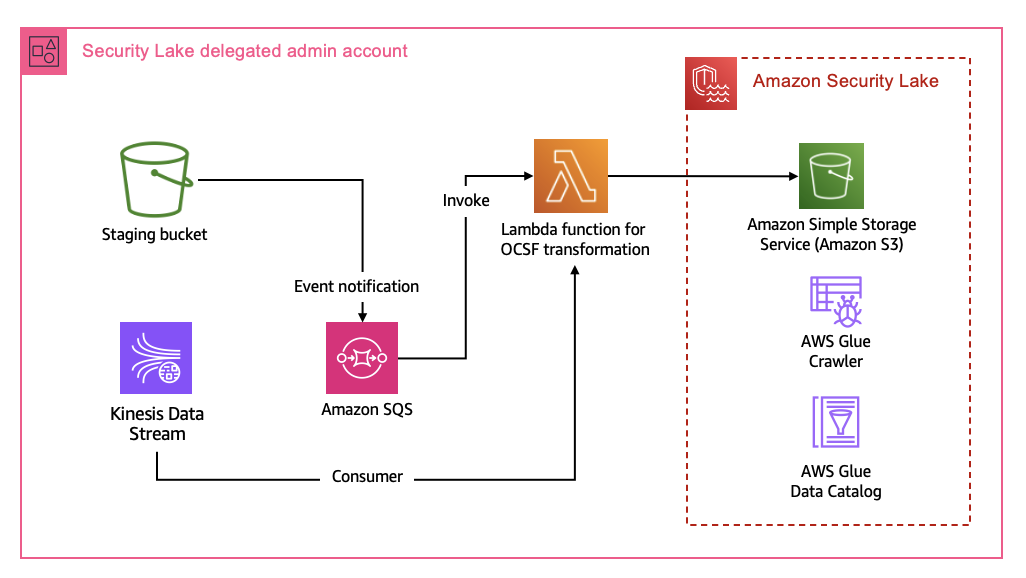 Security Lake delegated admin account
Amazon Security Lake
Staging bucket
Event notification
Invoke
Lambda function for
OCSF transformation
Amazon Simple Storage
Service (Amazon S3)
Kinesis Data
Stream
Amazon SQS
Consumer
AWS Glue
Crawler
AWS Glue
Data Catalog